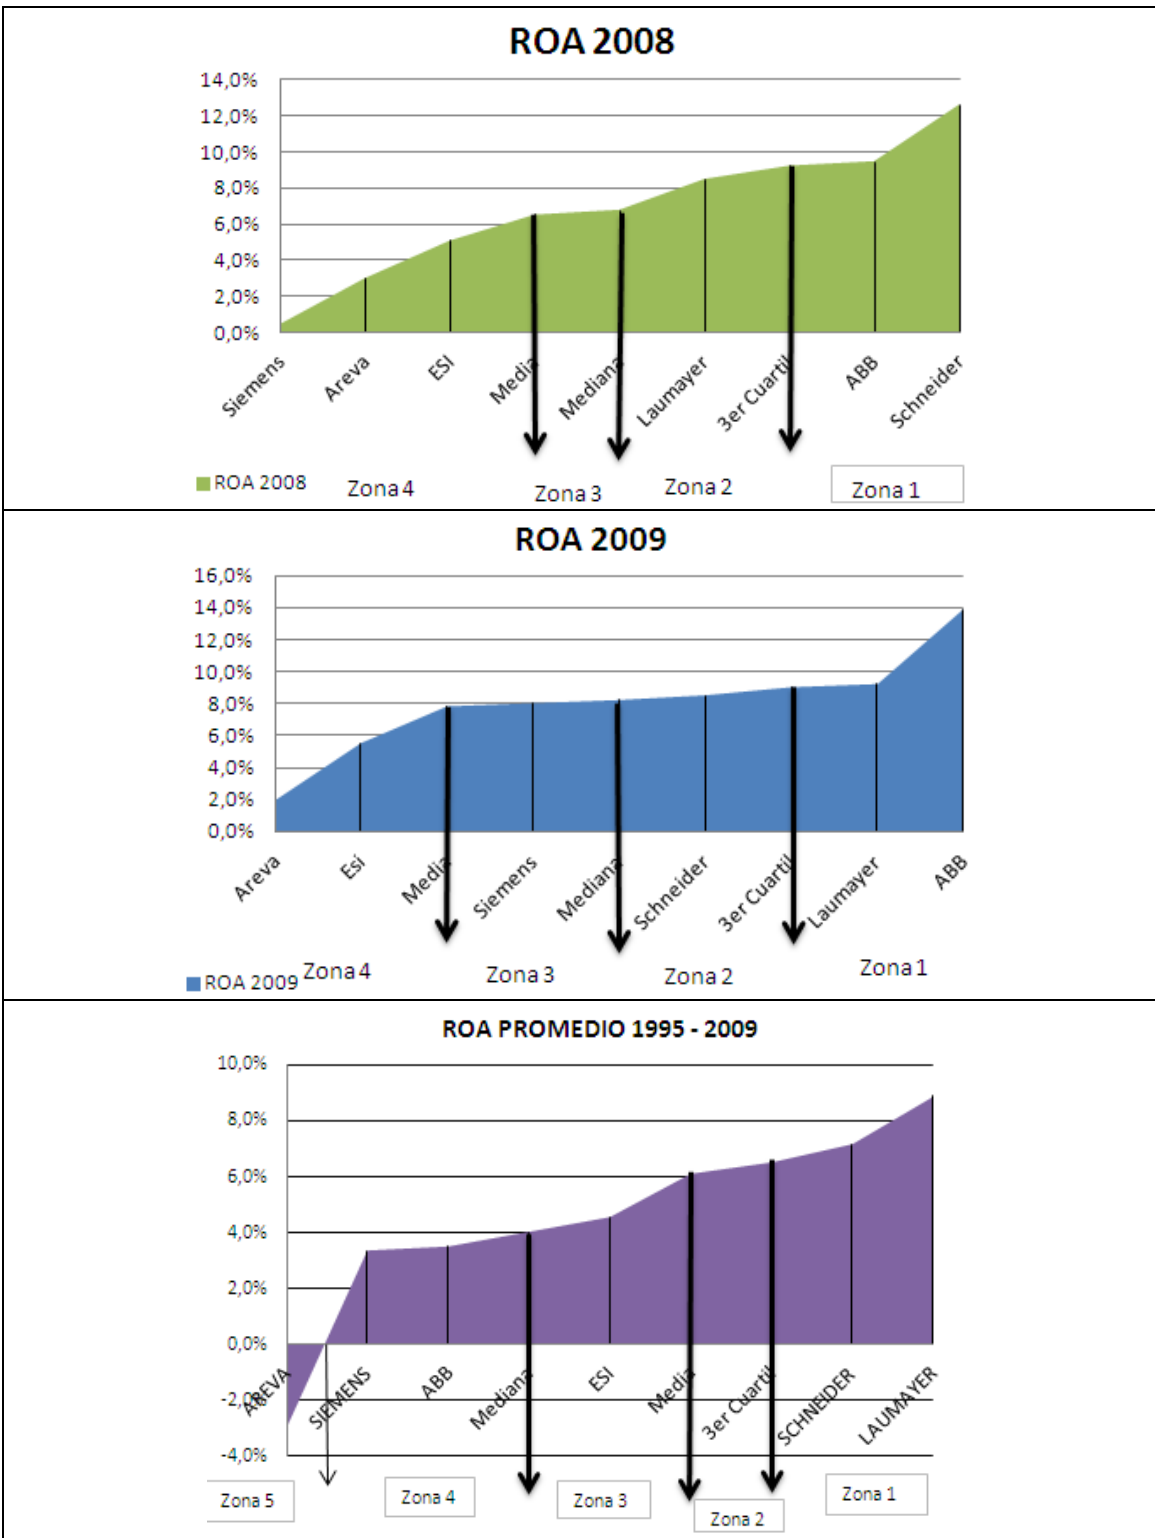 ROA 2008
14,0%
12,0%
10,0%
8,0%
6,0%
4,0%
2,0%
0,0%
Siemens
Areva
ESI
Media
Mediana
Laumayer
3er Cuartil
ABB
Schneider
ROA 2008
Zona 4
Zona 3
Zona 2
Zona 1
ROA 2009
16,0%
14,0%
12,0%
10,0%
8,0%
6,0%
4,0%
2,0%
0,0%
Areva
Esi
Media
Siemens
Mediana
Schneider
3er Cuartil
Laumayer
ABB
ROA 2009
Zona 4
Zona 3
Zona 2
Zona 1
ROA PROMEDIO 1995 - 2009
10,0%
8,0%
6,0%
4,0%
2,0%
0,0%
-2,0%
-4,0%
AREVA
SIEMENS
ABB
Mediana
ESI
Media
3er Cuartil
SCHNEIDER
LAUMAYER
Zona 5
Zona 4
Zona 3
Zona 2
Zona 1